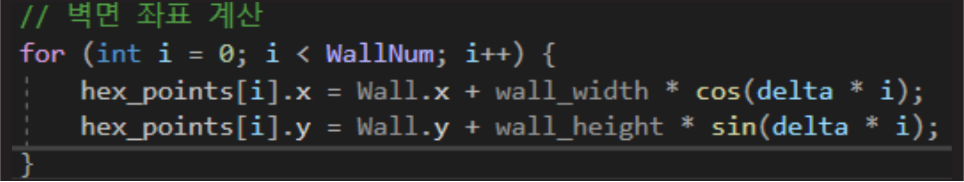 // 벽면 좌표 계산
for (int i = 0; i < WallNum; i++) {
hex_points[i].x = Wall.x + wall_width * cos(delta * i);
hex_points[i].y = Wall.y + wall_height * sin(delta * i);
}